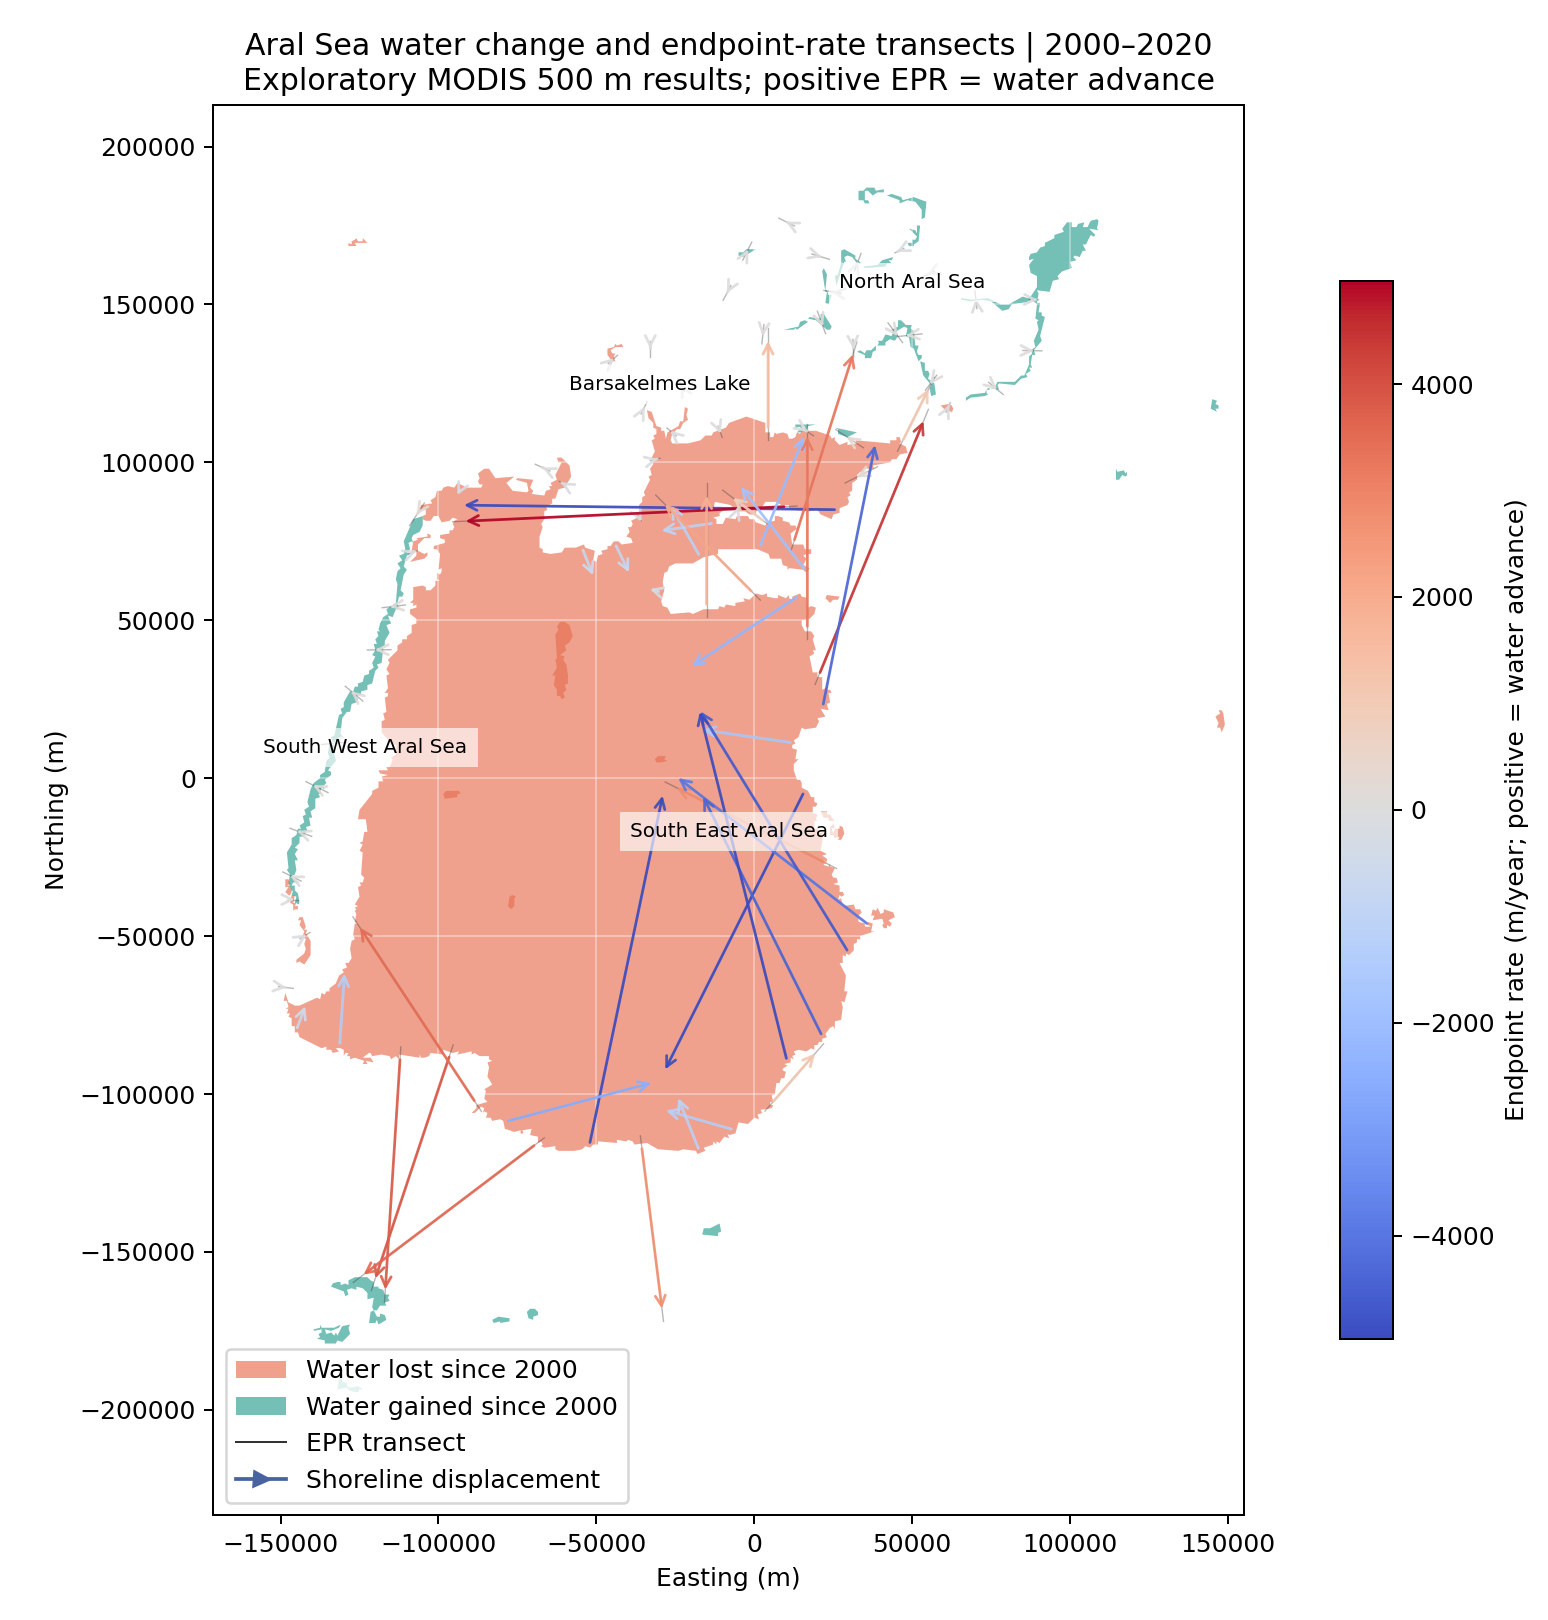 Aral Sea water change and endpoint-rate transects | 2000–2020
Exploratory MODIS 500 m results; positive EPR = water advance
200000
150000
100000
50000
0
−50000
−100000
−150000
−200000
Northing (m)
North Aral Sea
Barsakelmes Lake
South West Aral Sea
South East Aral Sea
Water lost since 2000
Water gained since 2000
EPR transect
Shoreline displacement
−150000
−100000
−50000
0
50000
100000
150000
Easting (m)
4000
2000
0
−2000
−4000
Endpoint rate (m/year; positive = water advance)